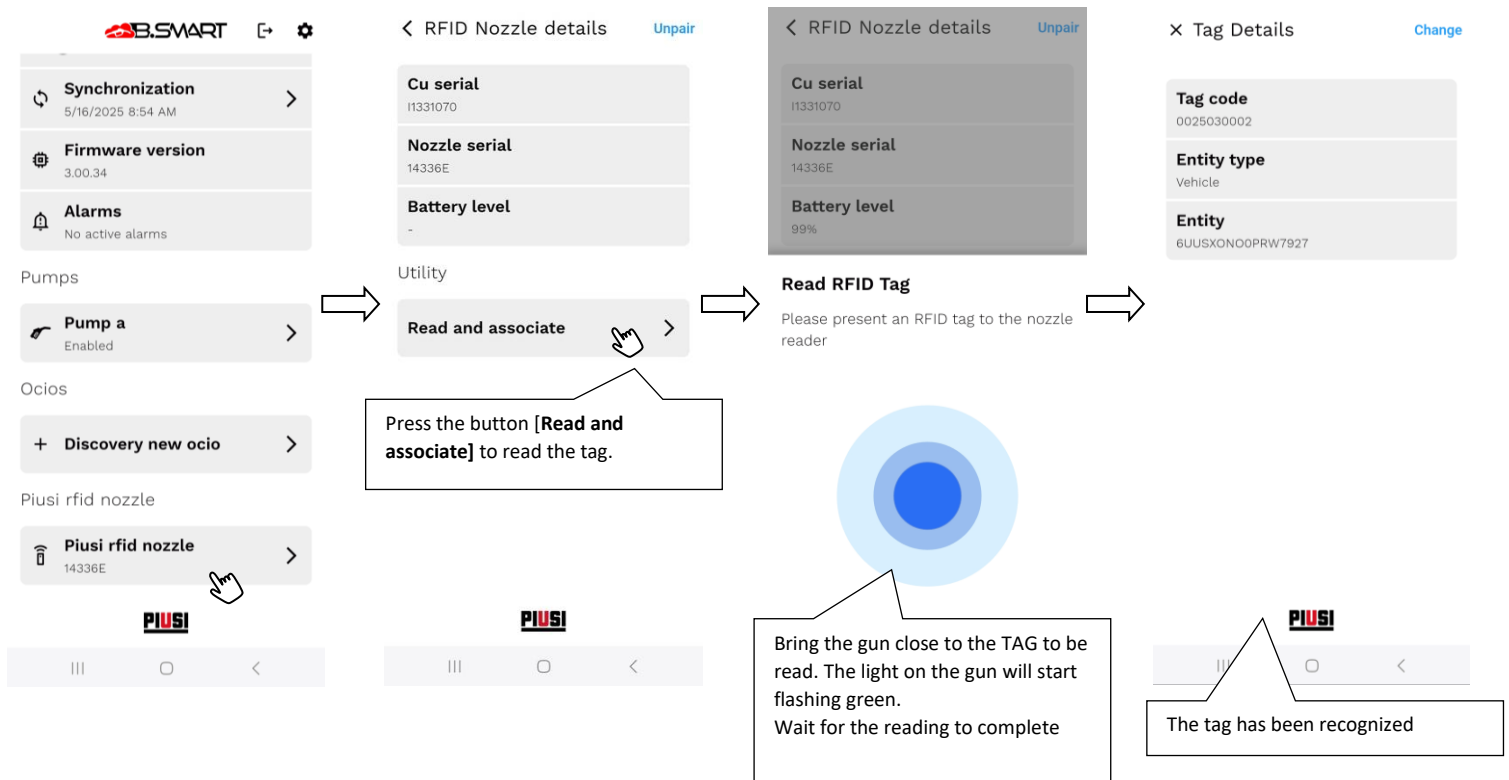 B.SMART
Synchronization
5/16/2025 8:54 AM
Firmware version
3.00.34
Alarms
No active alarms
Pumps
Pump a
Enabled
Ocios
+ Discovery new ocio
Piusi rfid nozzle
Piusi rfid nozzle
14336E
PIUSI
RFID Nozzle details
Unpair
Cu serial
I1331070
Nozzle serial
14336E
Battery level
-
Utility
Read and associate
Press the button [Read and
associate] to read the tag.
PIUSI
RFID Nozzle details
Unpair
Cu serial
I1331070
Nozzle serial
14336E
Battery level
99%
Read RFID Tag
Please present an RFID tag to the nozzle
reader
Bring the gun close to the TAG to be
read. The light on the gun will start
flashing green.
Wait for the reading to complete
Tag Details
Change
Tag code
0025030002
Entity type
Vehicle
Entity
6UUSXONO0PRW7927
PIUSI
The tag has been recognized